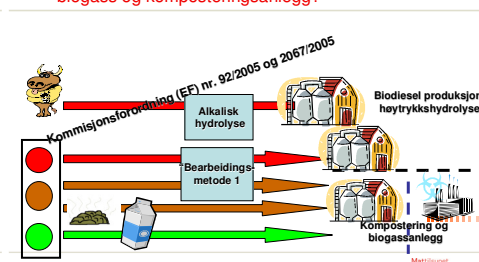 biogass og komposteringsanlegg?
Kommisjonsforordning (EF) nr. 92/2005 og 2067/2005
Alkalisk
hydrolyse
Biodiesel produksjon
høytrykkshydrolyse
"Bearbeidings-
metode 1
Kompostering og
biogassanlegg
Mattilsynet